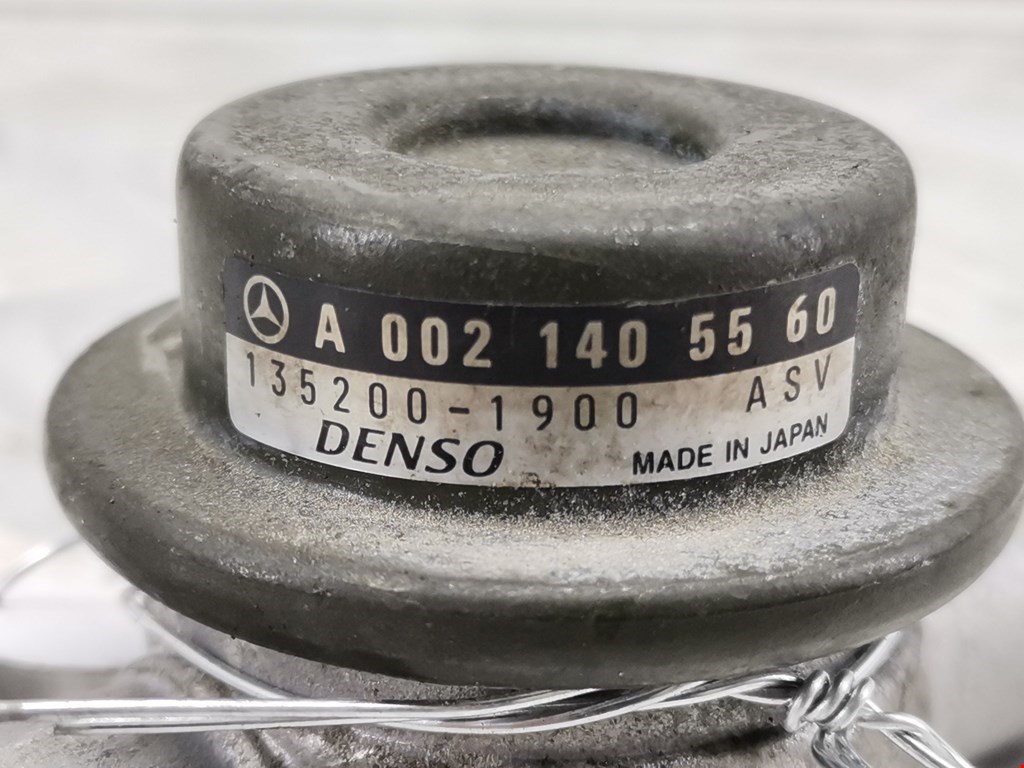 A 002 140 55 60
135200-1900 ASV
DENSO MADE IN JAPAN